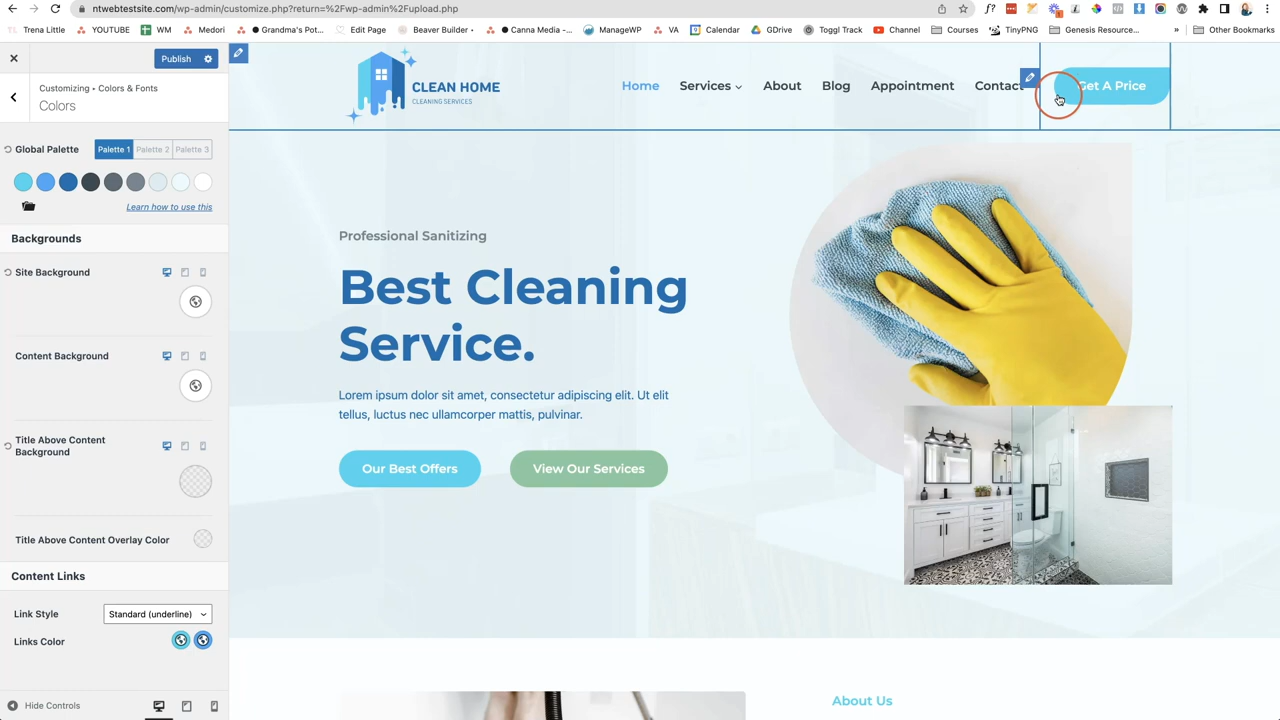 ntwebtestsite.com/wp-admin/customize.php?return=%2Fwp-admin%2Fupload.php
Trena Little
YOUTUBE
WM
Medori
Grandma's Pot...
Edit Page
Beaver Builder
Canna Media -...
ManageWP
VA
Calendar
GDrive
Toggl Track
Channel
Courses
TinyPNG
Genesis Resource...
»
Other Bookmarks
Publish
Customizing • Colors & Fonts
Colors
Global Palette
Palette 1
Palette 2
Palette 3
Learn how to use this
Backgrounds
Site Background
Content Background
Title Above Content
Background
Title Above Content Overlay Color
Content Links
Link Style
Standard (underline)
Links Color
Hide Controls
CLEAN HOME
CLEANING SERVICES
Home
Services
About
Blog
Appointment
Contact
Get A Price
Professional Sanitizing
Best Cleaning
Service.
Lorem ipsum dolor sit amet, consectetur adipiscing elit. Ut elit
tellus, luctus nec ullamcorper mattis, pulvinar.
Our Best Offers
View Our Services
About Us